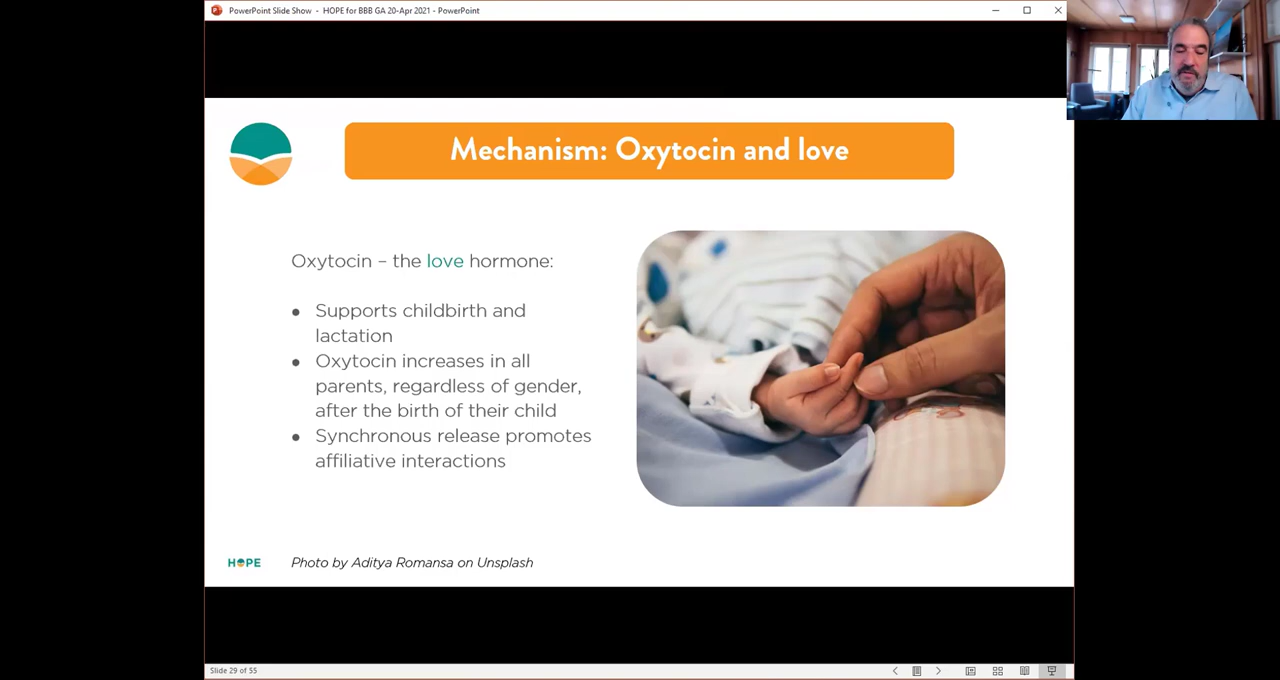 PowerPoint Slide Show - HOPE for BBB GA 20-Apr 2021 - PowerPoint
Mechanism: Oxytocin and love
Oxytocin – the love hormone:
● Supports childbirth and
lactation
● Oxytocin increases in all
parents, regardless of gender,
after the birth of their child
● Synchronous release promotes
affiliative interactions
HOPE
Photo by Aditya Romansa on Unsplash
Slide 29 of 55